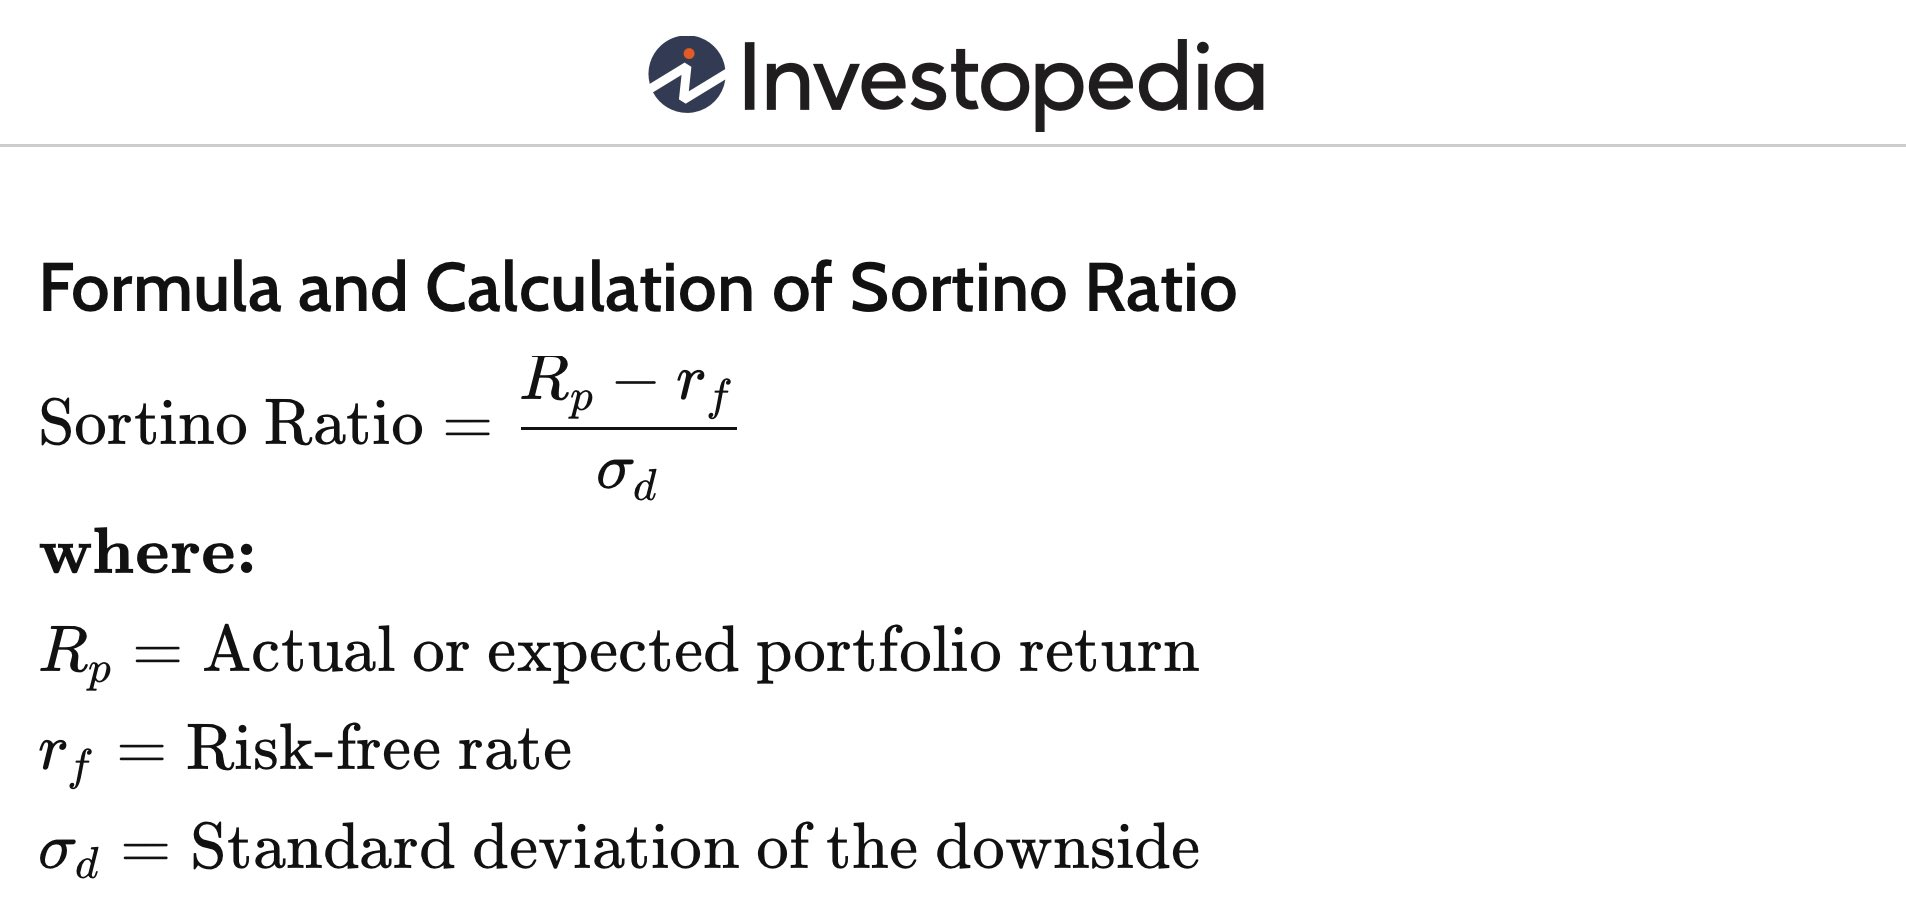 Investopedia
Formula and Calculation of Sortino Ratio
Sortino Ratio = \frac{R_p - r_f}{σ_d}
where:
R_p = Actual or expected portfolio return
r_f = Risk-free rate
σ_d = Standard deviation of the downside